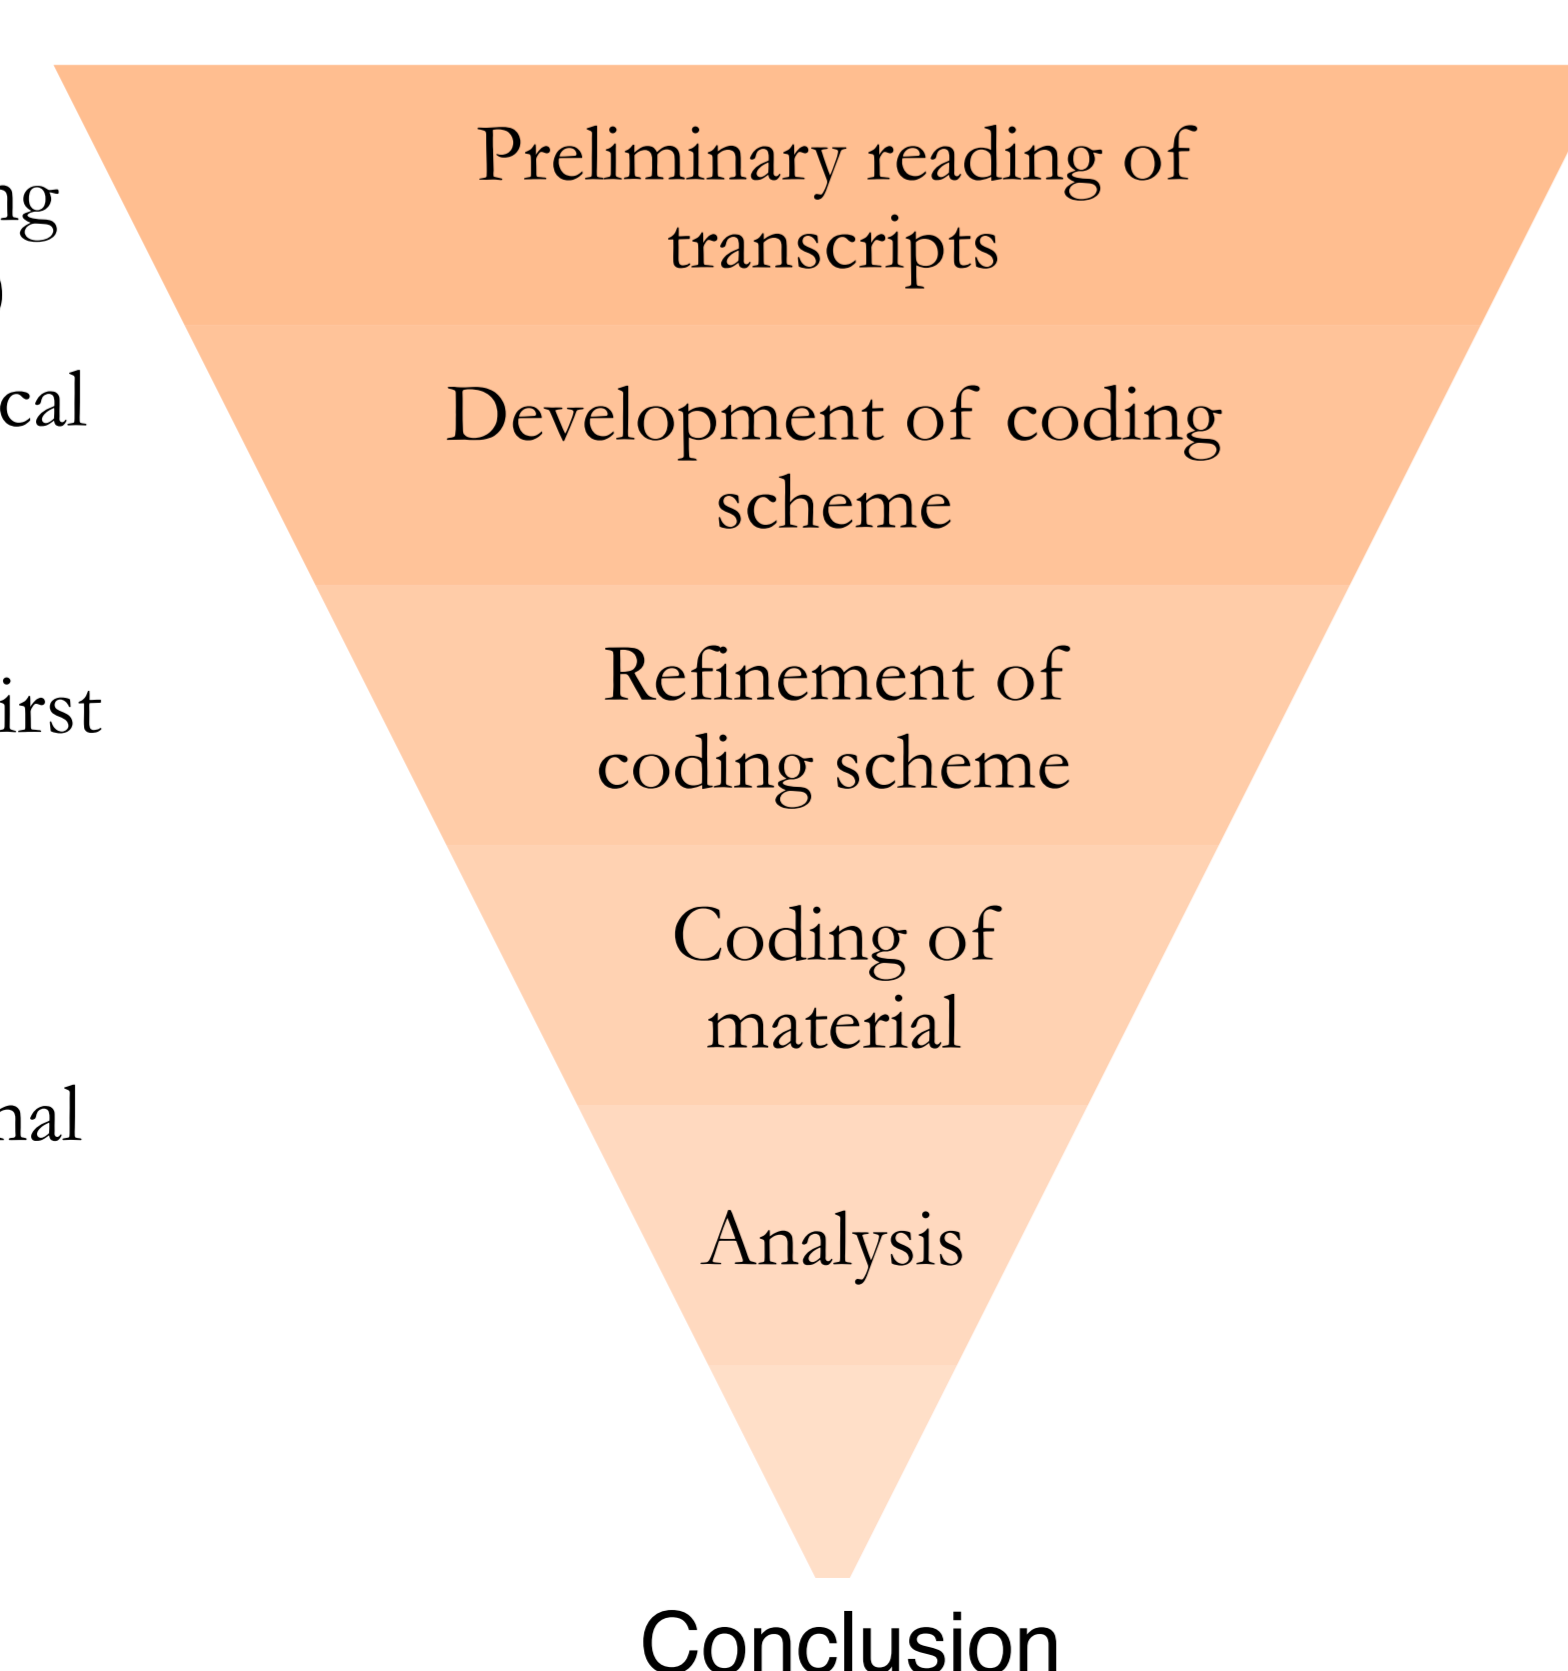 Preliminary reading of
transcripts
Development of coding
scheme
Refinement of
coding scheme
Coding of
material
Analysis
Conclusion